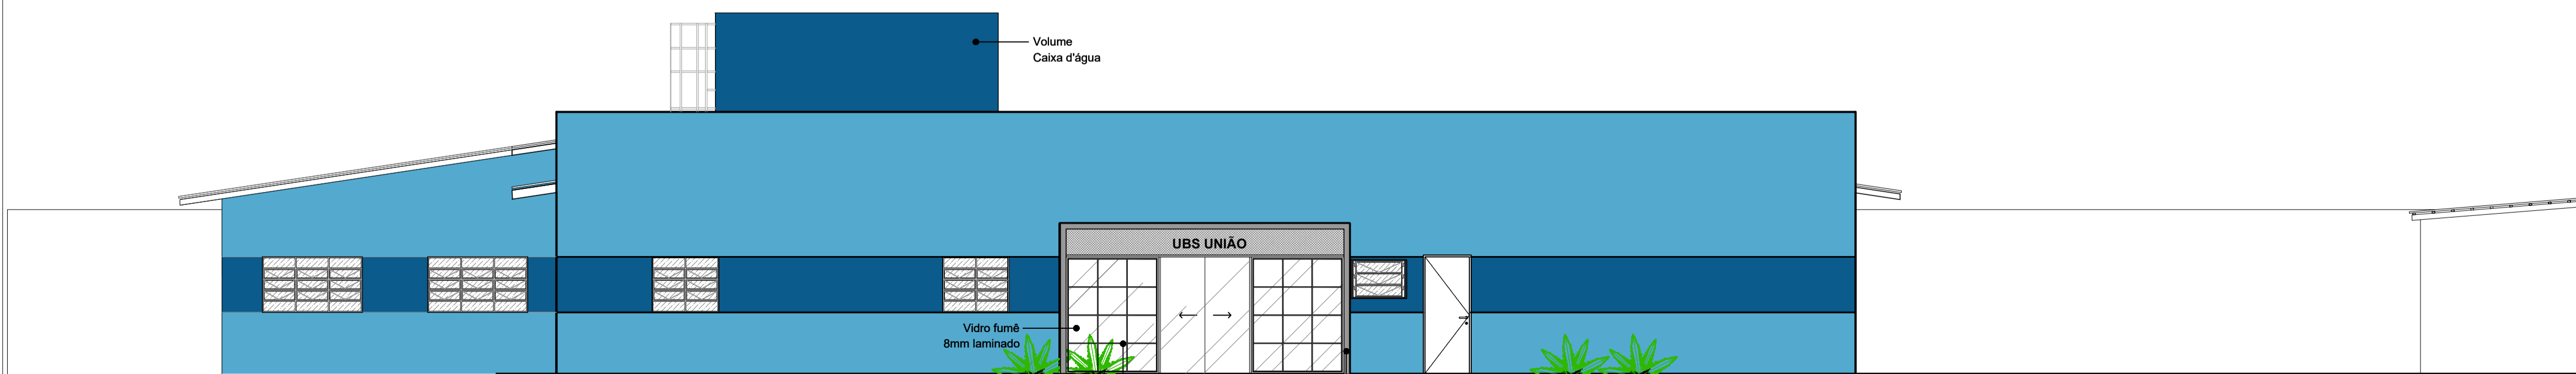 Volume
Caixa d'água
UBS UNIÃO
Vidro fumê
8mm laminado